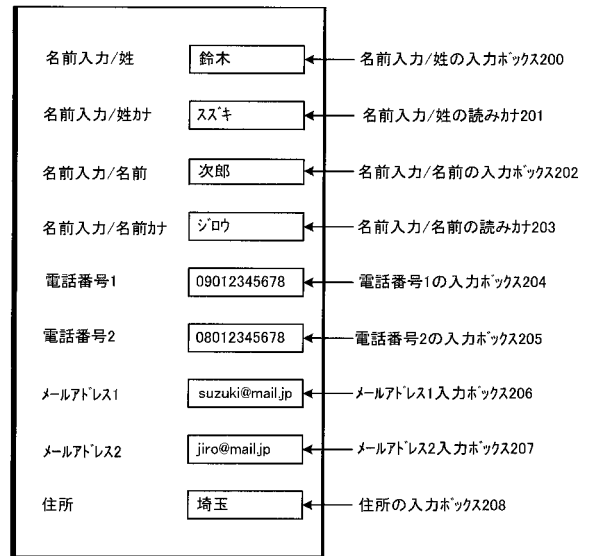 名前入力/姓 鈴木 名前入力/姓の入力ﾎﾞｯｸｽ200
名前入力/姓ｶﾅ ｽｽﾞｷ 名前入力/姓の読みｶﾅ201
名前入力/名前 次郎 名前入力/名前の入力ﾎﾞｯｸｽ202
名前入力/名前ｶﾅ ｼﾞﾛｳ 名前入力/名前の読みｶﾅ203
電話番号1 09012345678 電話番号1の入力ﾎﾞｯｸｽ204
電話番号2 08012345678 電話番号2の入力ﾎﾞｯｸｽ205
ﾒｰﾙｱﾄﾞﾚｽ1 suzuki@mail.jp ﾒｰﾙｱﾄﾞﾚｽ1入力ﾎﾞｯｸｽ206
ﾒｰﾙｱﾄﾞﾚｽ2 jiro@mail.jp ﾒｰﾙｱﾄﾞﾚｽ2入力ﾎﾞｯｸｽ207
住所 埼玉 住所の入力ﾎﾞｯｸｽ208